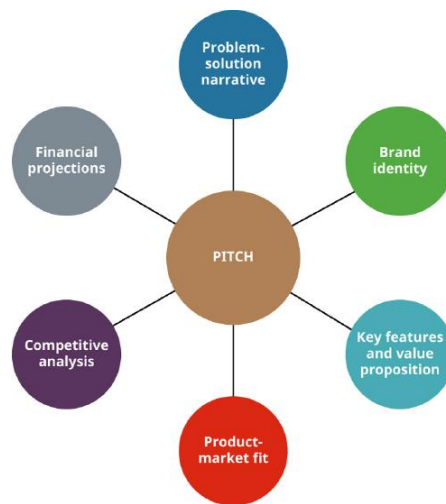 Problem-
solution
narrative
Financial
projections
Brand
identity
PITCH
Competitive
analysis
Key features
and value
proposition
Product-
market fit